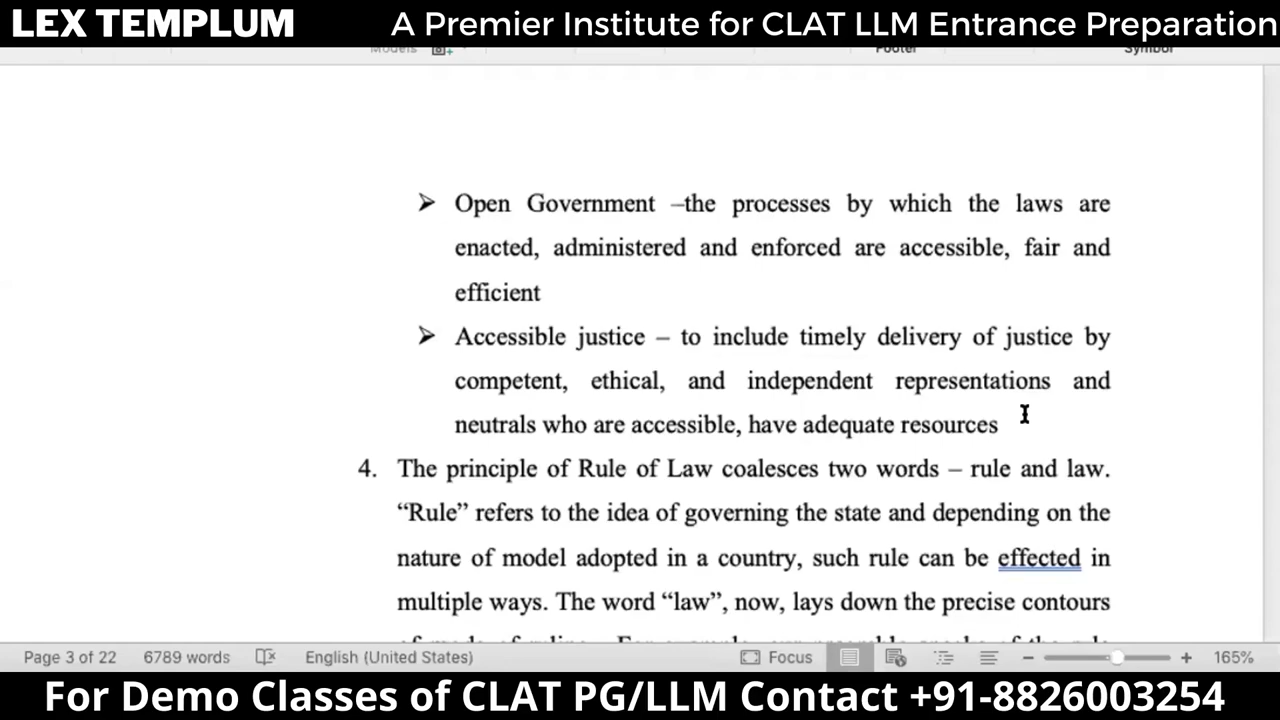 LEX TEMPLUM A Premier Institute for CLAT LLM Entrance Preparation
Models Footer Symbol
➢ Open Government –the processes by which the laws are
enacted, administered and enforced are accessible, fair and
efficient
➢ Accessible justice – to include timely delivery of justice by
competent, ethical, and independent representations and
neutrals who are accessible, have adequate resources
4. The principle of Rule of Law coalesces two words – rule and law.
“Rule” refers to the idea of governing the state and depending on the
nature of model adopted in a country, such rule can be effected in
multiple ways. The word “law”, now, lays down the precise contours
Page 3 of 22 6789 words English (United States) Focus 165%
For Demo Classes of CLAT PG/LLM Contact +91-8826003254